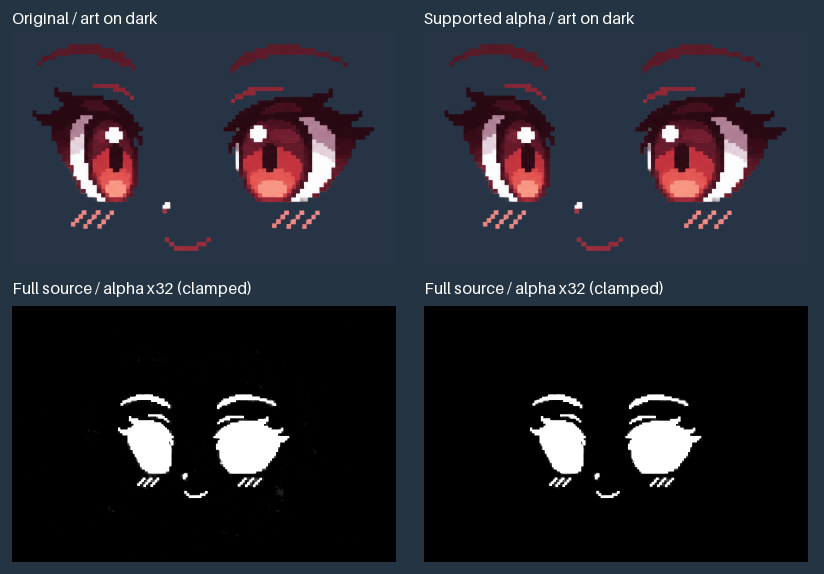 Original / art on dark
Supported alpha / art on dark
Full source / alpha x32 (clamped)
Full source / alpha x32 (clamped)